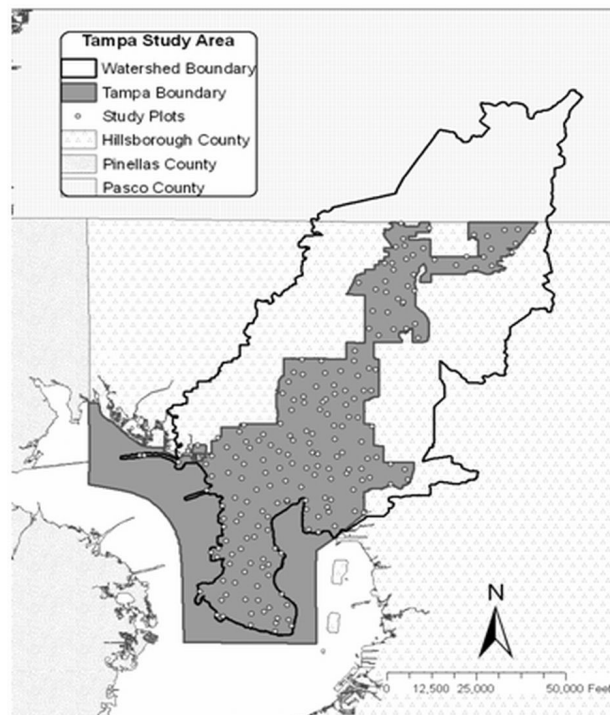 Tampa Study Area
Watershed Boundary
Tampa Boundary
Study Plots
Hillsborough County
Pinellas County
Pasco County
N
0 12,500 25,000 50,000 Feet